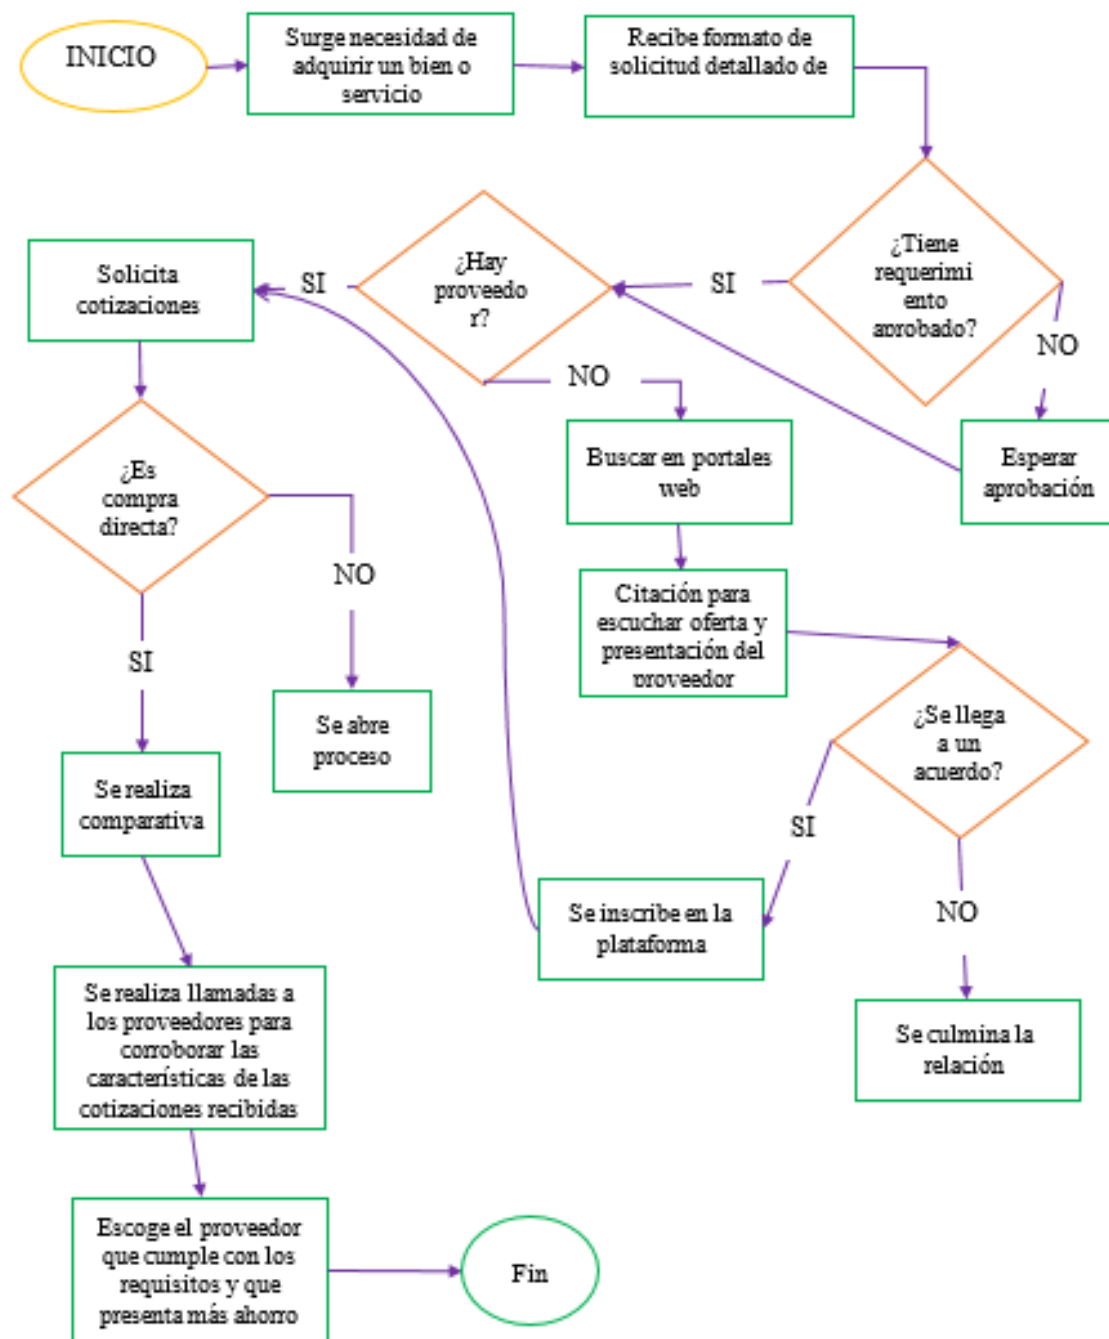 INICIO
Surge necesidad de
adquirir un bien o
servicio
Recibe formato de
solicitud detallado de
¿Tiene
requerimi
ento
aprobado?
SI
NO
¿Hay
proveedo
r?
SI
NO
Solicita
cotizaciones
Esperar
aprobación
Buscar en portales
web
¿Es
compra
directa?
NO
SI
Citación para
escuchar oferta y
presentación del
proveedor
¿Se llega
a un
acuerdo?
SI
NO
Se abre
proceso
Se realiza
comparativa
Se inscribe en la
plataforma
Se culmina la
relación
Se realiza llamadas a
los proveedores para
corroborar las
características de las
cotizaciones recibidas
Escoge el proveedor
que cumple con los
requisitos y que
presenta más ahorro
Fin